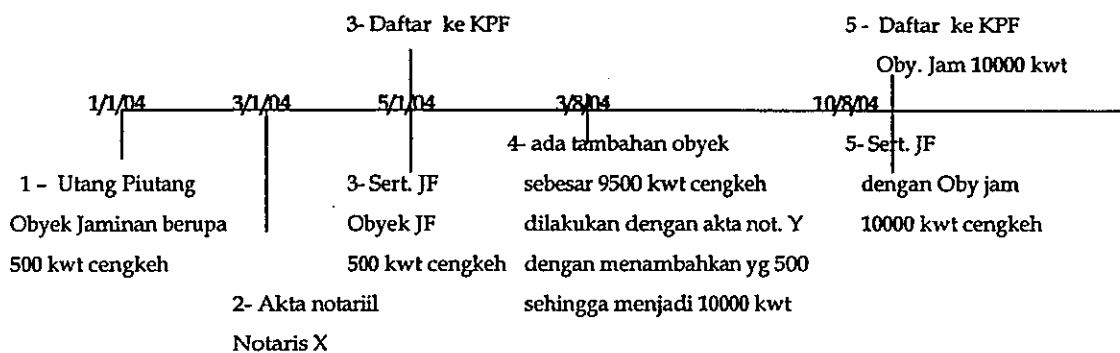 3- Daftar ke KPF
5 - Daftar ke KPF
Oby. Jam 10000 kwt
1/1/04 3/1/04 5/1/04 3/8/04 10/8/04
1 - Utang Piutang
Obyek Jaminan berupa
500 kwt cengkeh
2- Akta notariil
Notaris X
3- Sert. JF
Obyek JF
500 kwt cengkeh
4- ada tambahan obyek
sebesar 9500 kwt cengkeh
dilakukan dengan akta not. Y
dengan menambahkan yg 500
sehingga menjadi 10000 kwt
5- Sert. JF
dengan Oby jam
10000 kwt cengkeh